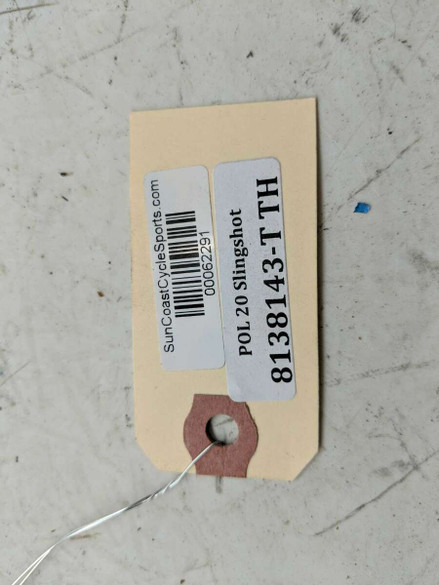 SunCoastCycleSports.com
00062291
POL 20 Slingshot
8138143-T TH